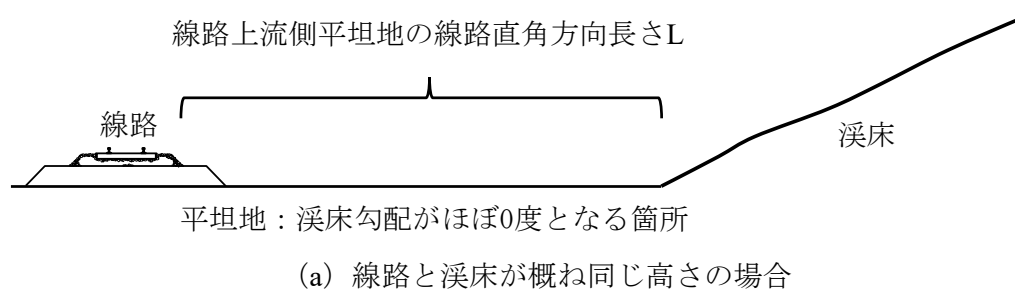 線路上流側平坦地の線路直角方向長さL
線路
渓床
平坦地：渓床勾配がほぼ0度となる箇所
(a) 線路と渓床が概ね同じ高さの場合